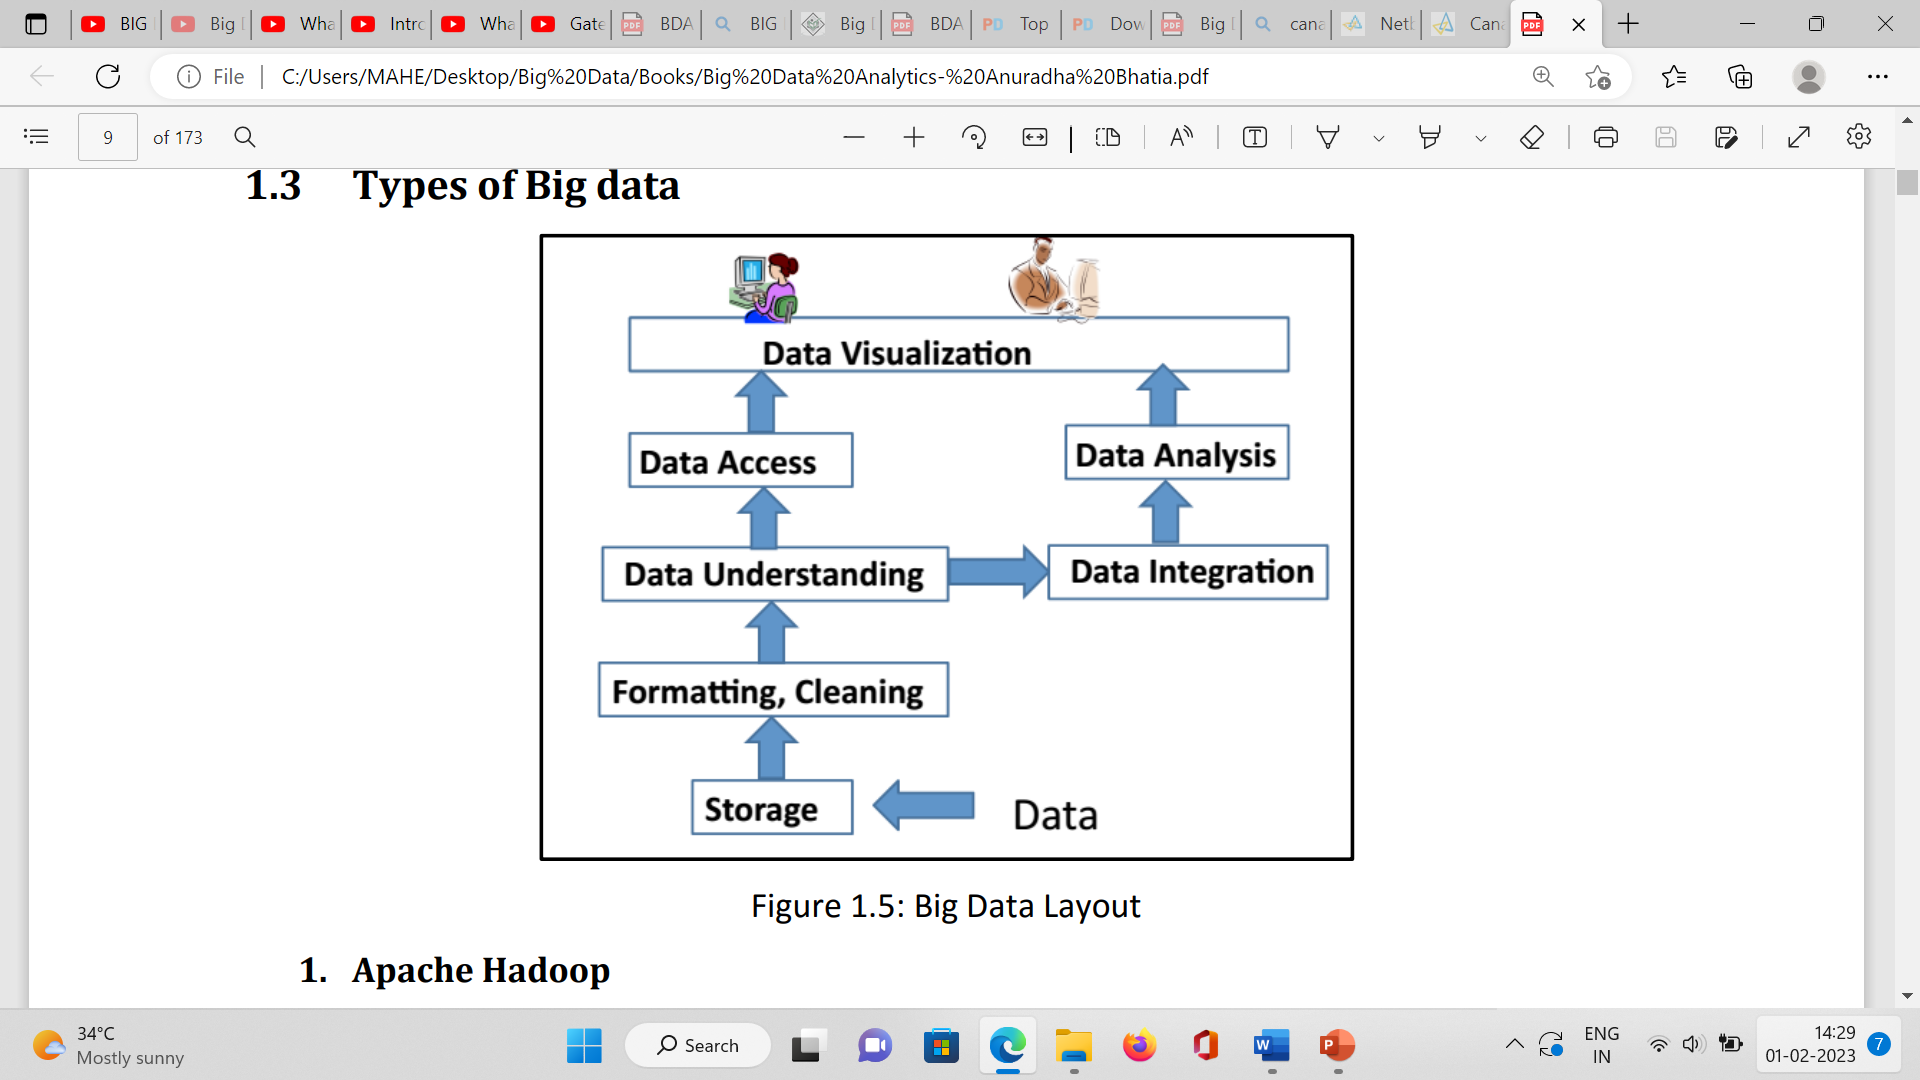 BIG Big Wha Intro Wha Gate BDA BIG Big BDA Top Dow Big cana Net Cana
File C:/Users/MAHE/Desktop/Big%20Data/Books/Big%20Data%20Analytics-%20Anuradha%20Bhatia.pdf
9 of 173
1.3 Types of Big data
Data Visualization
Data Access
Data Analysis
Data Understanding
Data Integration
Formatting, Cleaning
Storage
Data
Figure 1.5: Big Data Layout
1. Apache Hadoop
34°C
Mostly sunny
Search
ENG
IN
14:29
01-02-2023
7